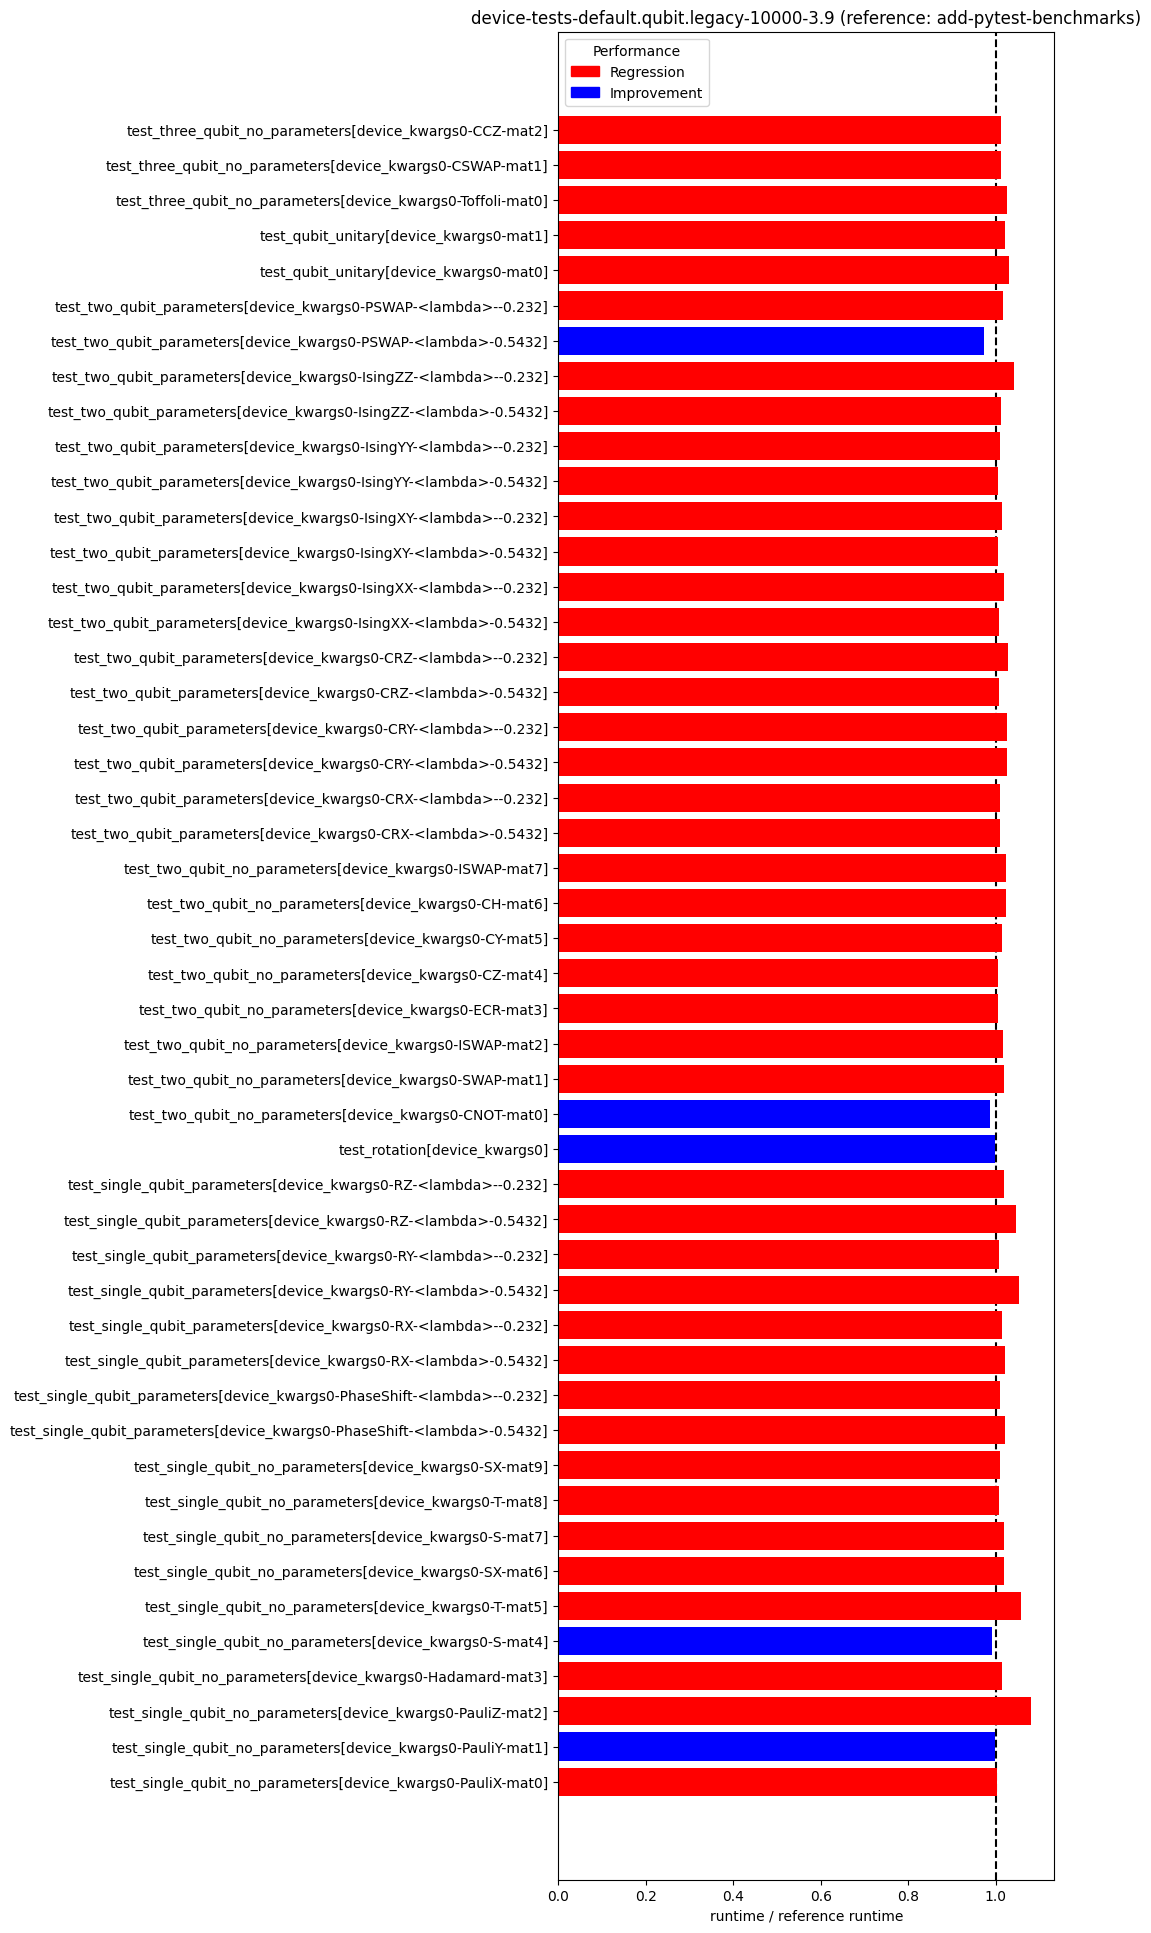 device-tests-default.qubit.legacy-10000-3.9 (reference: add-pytest-benchmarks)
Performance
Regression
Improvement
test_three_qubit_no_parameters[device_kwargs0-CCZ-mat2]
test_three_qubit_no_parameters[device_kwargs0-CSWAP-mat1]
test_three_qubit_no_parameters[device_kwargs0-Toffoli-mat0]
test_qubit_unitary[device_kwargs0-mat1]
test_qubit_unitary[device_kwargs0-mat0]
test_two_qubit_parameters[device_kwargs0-PSWAP-<lambda>--0.232]
test_two_qubit_parameters[device_kwargs0-PSWAP-<lambda>-0.5432]
test_two_qubit_parameters[device_kwargs0-IsingZZ-<lambda>--0.232]
test_two_qubit_parameters[device_kwargs0-IsingZZ-<lambda>-0.5432]
test_two_qubit_parameters[device_kwargs0-IsingYY-<lambda>--0.232]
test_two_qubit_parameters[device_kwargs0-IsingYY-<lambda>-0.5432]
test_two_qubit_parameters[device_kwargs0-IsingXY-<lambda>--0.232]
test_two_qubit_parameters[device_kwargs0-IsingXY-<lambda>-0.5432]
test_two_qubit_parameters[device_kwargs0-IsingXX-<lambda>--0.232]
test_two_qubit_parameters[device_kwargs0-IsingXX-<lambda>-0.5432]
test_two_qubit_parameters[device_kwargs0-CRZ-<lambda>--0.232]
test_two_qubit_parameters[device_kwargs0-CRZ-<lambda>-0.5432]
test_two_qubit_parameters[device_kwargs0-CRY-<lambda>--0.232]
test_two_qubit_parameters[device_kwargs0-CRY-<lambda>-0.5432]
test_two_qubit_parameters[device_kwargs0-CRX-<lambda>--0.232]
test_two_qubit_parameters[device_kwargs0-CRX-<lambda>-0.5432]
test_two_qubit_no_parameters[device_kwargs0-ISWAP-mat7]
test_two_qubit_no_parameters[device_kwargs0-CH-mat6]
test_two_qubit_no_parameters[device_kwargs0-CY-mat5]
test_two_qubit_no_parameters[device_kwargs0-CZ-mat4]
test_two_qubit_no_parameters[device_kwargs0-ECR-mat3]
test_two_qubit_no_parameters[device_kwargs0-ISWAP-mat2]
test_two_qubit_no_parameters[device_kwargs0-SWAP-mat1]
test_two_qubit_no_parameters[device_kwargs0-CNOT-mat0]
test_rotation[device_kwargs0]
test_single_qubit_parameters[device_kwargs0-RZ-<lambda>--0.232]
test_single_qubit_parameters[device_kwargs0-RZ-<lambda>-0.5432]
test_single_qubit_parameters[device_kwargs0-RY-<lambda>--0.232]
test_single_qubit_parameters[device_kwargs0-RY-<lambda>-0.5432]
test_single_qubit_parameters[device_kwargs0-RX-<lambda>--0.232]
test_single_qubit_parameters[device_kwargs0-RX-<lambda>-0.5432]
test_single_qubit_parameters[device_kwargs0-PhaseShift-<lambda>--0.232]
test_single_qubit_parameters[device_kwargs0-PhaseShift-<lambda>-0.5432]
test_single_qubit_no_parameters[device_kwargs0-SX-mat9]
test_single_qubit_no_parameters[device_kwargs0-T-mat8]
test_single_qubit_no_parameters[device_kwargs0-S-mat7]
test_single_qubit_no_parameters[device_kwargs0-SX-mat6]
test_single_qubit_no_parameters[device_kwargs0-T-mat5]
test_single_qubit_no_parameters[device_kwargs0-S-mat4]
test_single_qubit_no_parameters[device_kwargs0-Hadamard-mat3]
test_single_qubit_no_parameters[device_kwargs0-PauliZ-mat2]
test_single_qubit_no_parameters[device_kwargs0-PauliY-mat1]
test_single_qubit_no_parameters[device_kwargs0-PauliX-mat0]
0.0 0.2 0.4 0.6 0.8 1.0
runtime / reference runtime